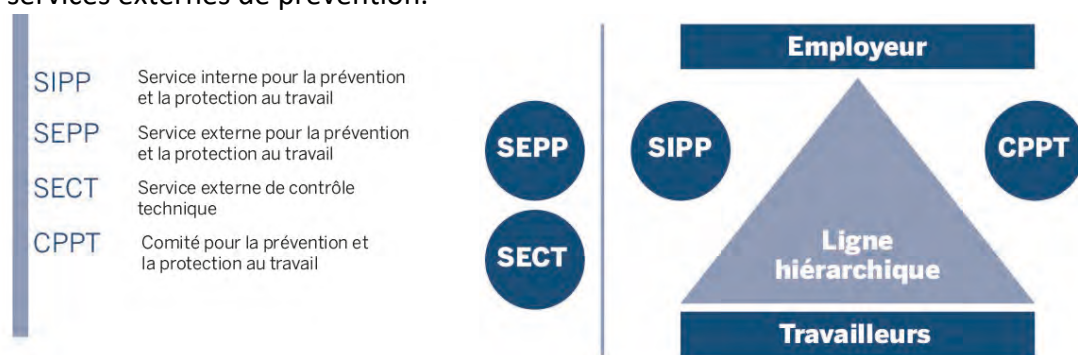 services externes de prévention.
SIPP Service interne pour la prévention
et la protection au travail
SEPP Service externe pour la prévention
et la protection au travail
SECT Service externe de contrôle
technique
CPPT Comité pour la prévention et
la protection au travail
SEPP
SECT
Employeur
SIPP
CPPT
Ligne
hiérarchique
Travailleurs